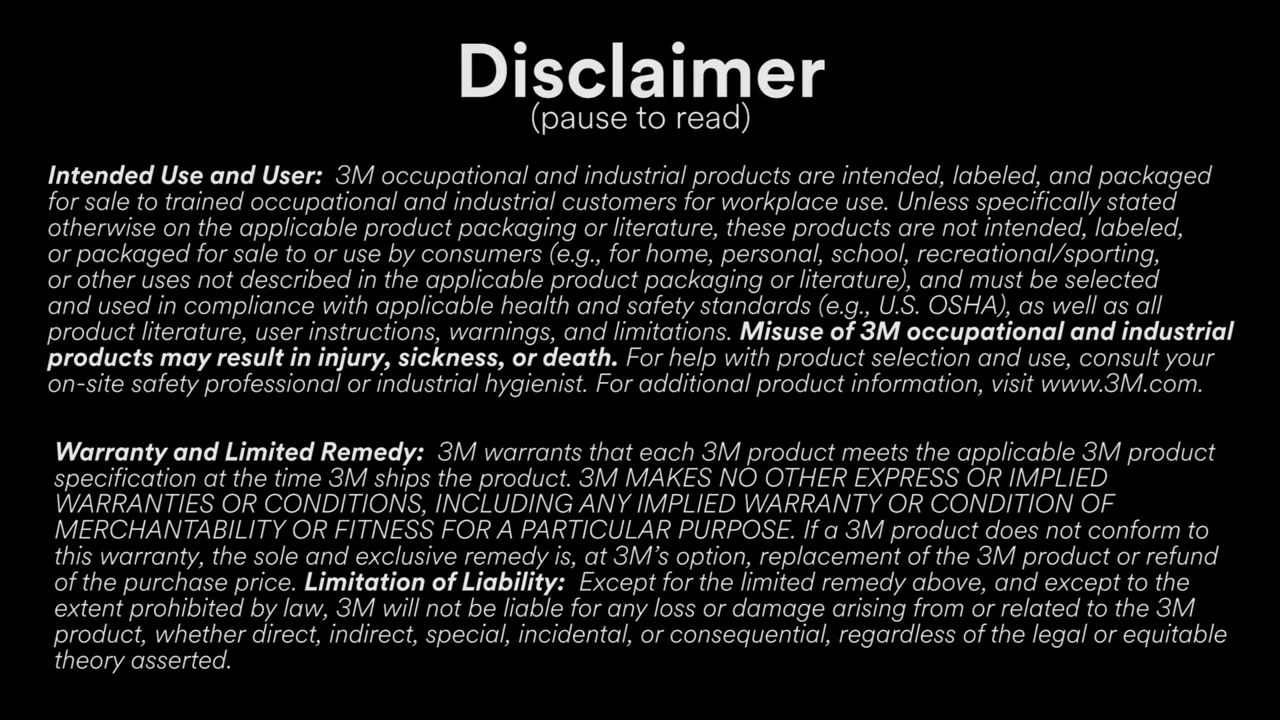 Disclaimer
(pause to read)
Intended Use and User: 3M occupational and industrial products are intended, labeled, and packaged
for sale to trained occupational and industrial customers for workplace use. Unless specifically stated
otherwise on the applicable product packaging or literature, these products are not intended, labeled,
or packaged for sale to or use by consumers (e.g., for home, personal, school, recreational/sporting,
or other uses not described in the applicable product packaging or literature), and must be selected
and used in compliance with applicable health and safety standards (e.g., U.S. OSHA), as well as all
product literature, user instructions, warnings, and limitations. Misuse of 3M occupational and industrial
products may result in injury, sickness, or death. For help with product selection and use, consult your
on-site safety professional or industrial hygienist. For additional product information, visit www.3M.com.
Warranty and Limited Remedy: 3M warrants that each 3M product meets the applicable 3M product
specification at the time 3M ships the product. 3M MAKES NO OTHER EXPRESS OR IMPLIED
WARRANTIES OR CONDITIONS, INCLUDING ANY IMPLIED WARRANTY OR CONDITION OF
MERCHANTABILITY OR FITNESS FOR A PARTICULAR PURPOSE. If a 3M product does not conform to
this warranty, the sole and exclusive remedy is, at 3M's option, replacement of the 3M product or refund
of the purchase price. Limitation of Liability: Except for the limited remedy above, and except to the
extent prohibited by law, 3M will not be liable for any loss or damage arising from or related to the 3M
product, whether direct, indirect, special, incidental, or consequential, regardless of the legal or equitable
theory asserted.